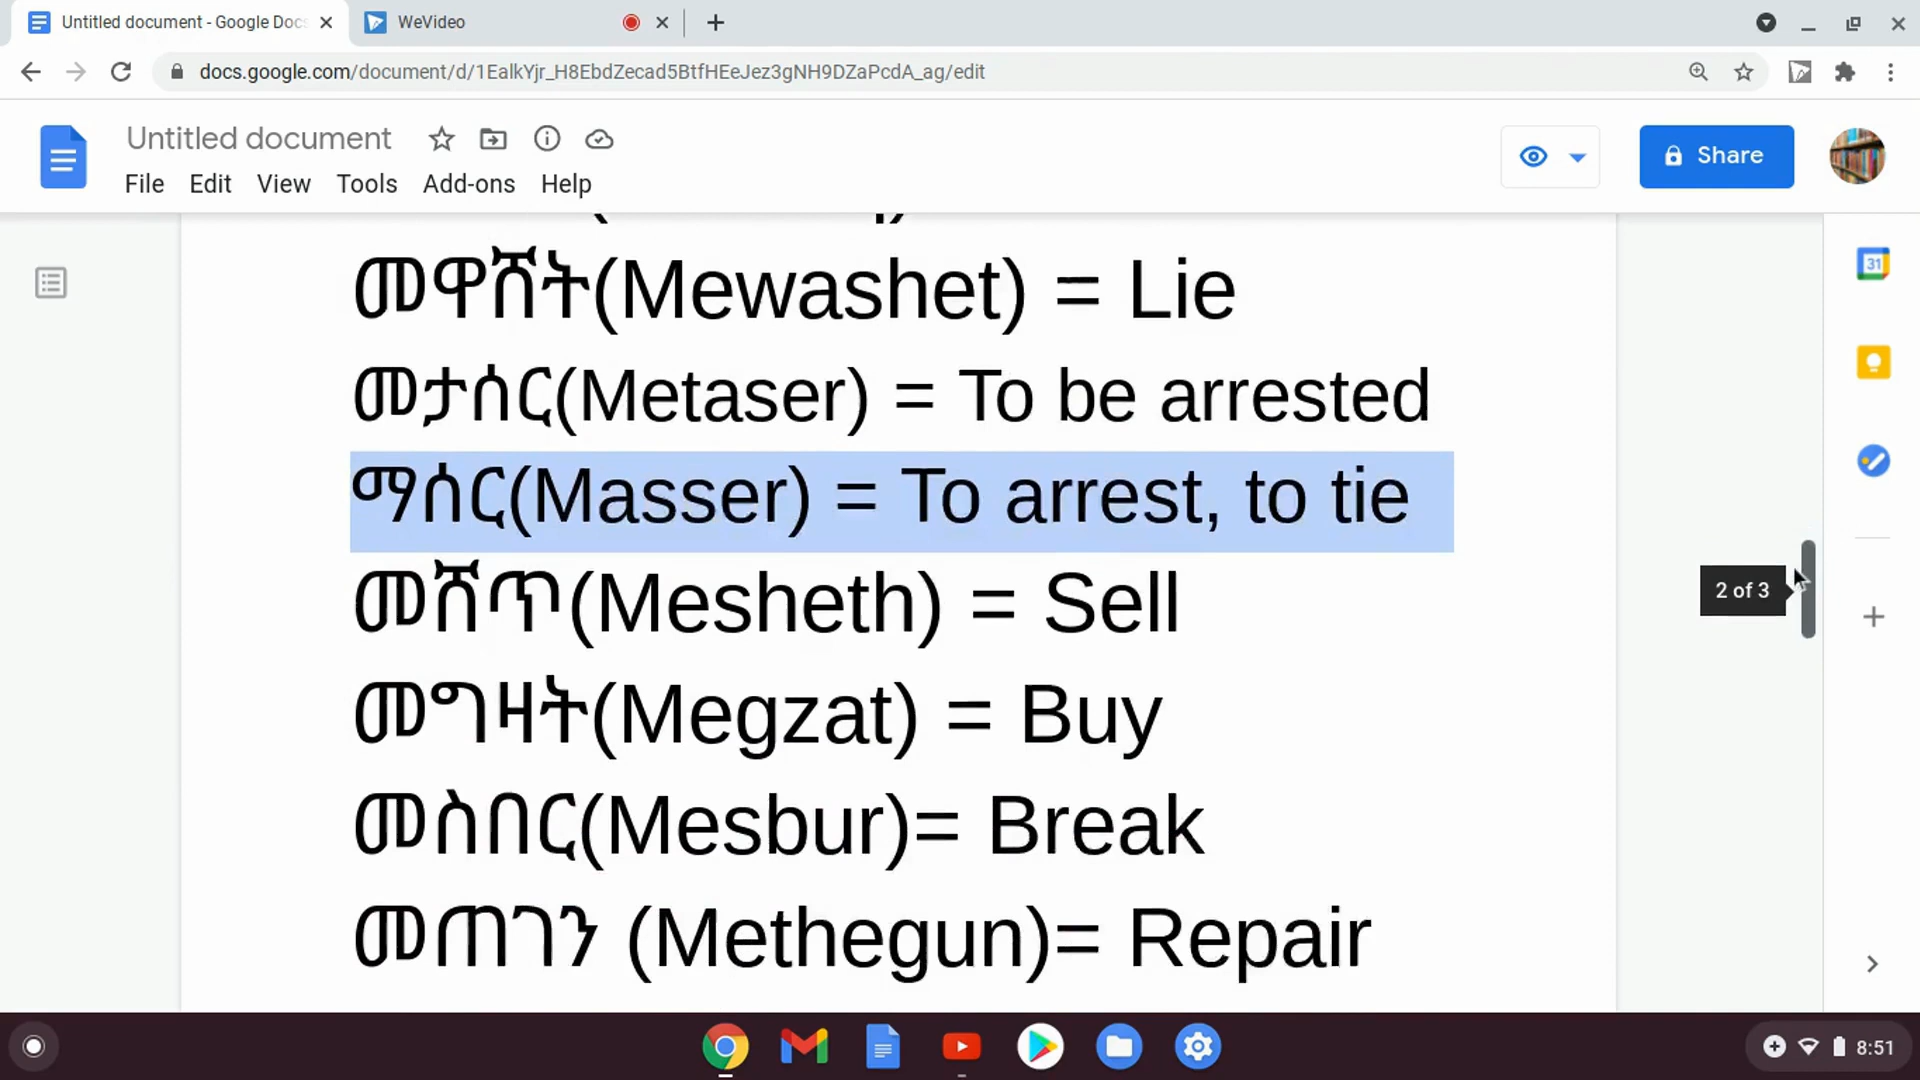 Untitled document - Google Docs
WeVideo
docs.google.com/document/d/1EalkYjr_H8EbdZecad5BtfHEeJez3gNH9DZaPcdA_ag/edit
Untitled document
File Edit View Tools Add-ons Help
Share
31
መዋሸት(Mewashet) = Lie
መታሰር(Metaser) = To be arrested
ማሰር(Masser) = To arrest, to tie
መሸጥ(Mesheth) = Sell
መግዛት(Megzat) = Buy
መስበር(Mesbur)= Break
መጠገን (Methegun)= Repair
2 of 3
8:51